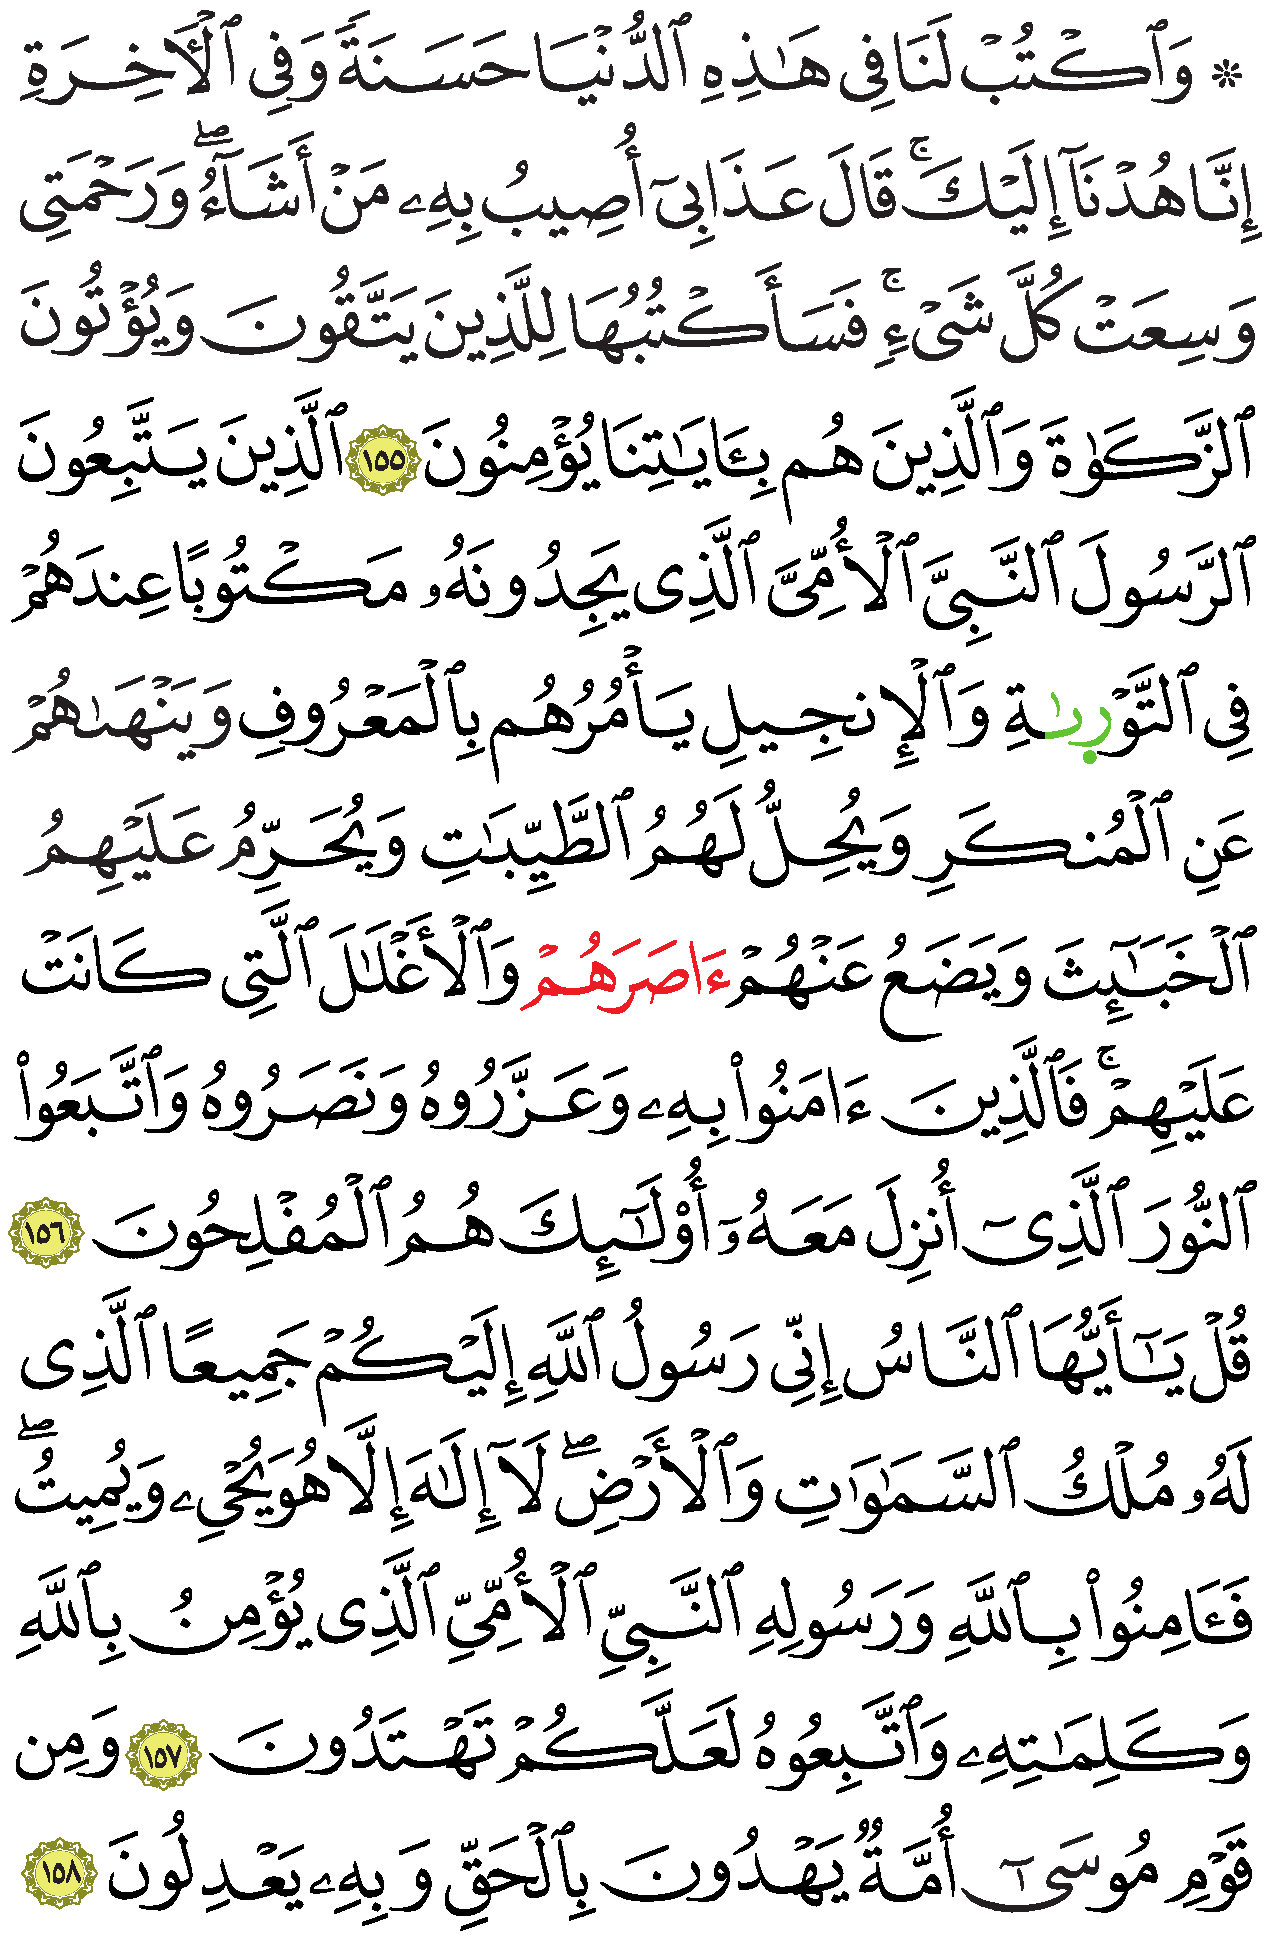 ۞ وَٱكۡتُبۡ لَنَا فِي هَٰذِهِ ٱلدُّنۡيَا حَسَنَةٗ وَفِي ٱلۡأٓخِرَةِ
إِنَّا هُدۡنَآ إِلَيۡكَۚ قَالَ عَذَابِيٓ أُصِيبُ بِهِۦ مَنۡ أَشَآءُۖ وَرَحۡمَتِي
وَسِعَتۡ كُلَّ شَيۡءٖۚ فَسَأَكۡتُبُهَا لِلَّذِينَ يَتَّقُونَ وَيُؤۡتُونَ
ٱلزَّكَوٰةَ وَٱلَّذِينَ هُم بِـَٔايَٰتِنَا يُؤۡمِنُونَ ١٥٥ ٱلَّذِينَ يَتَّبِعُونَ
ٱلرَّسُولَ ٱلنَّبِيَّ ٱلۡأُمِّيَّ ٱلَّذِي يَجِدُونَهُۥ مَكۡتُوبًا عِندَهُمۡ
فِي ٱلتَّوۡرِىٰةِ وَٱلۡإِنجِيلِ يَأۡمُرُهُم بِٱلۡمَعۡرُوفِ وَيَنۡهَىٰهُمۡ
عَنِ ٱلۡمُنكَرِ وَيُحِلُّ لَهُمُ ٱلطَّيِّبَٰتِ وَيُحَرِّمُ عَلَيۡهِمُ
ٱلۡخَبَٰٓئِثَ وَيَضَعُ عَنۡهُمۡ ءَاصَٰرَهُمۡ وَٱلۡأَغۡلَٰلَ ٱلَّتِي كَانَتۡ
عَلَيۡهِمۡۚ فَٱلَّذِينَ ءَامَنُواْ بِهِۦ وَعَزَّرُوهُ وَنَصَرُوهُ وَٱتَّبَعُواْ
ٱلنُّورَ ٱلَّذِيٓ أُنزِلَ مَعَهُۥٓ أُوْلَٰٓئِكَ هُمُ ٱلۡمُفۡلِحُونَ ١٥٦
قُلۡ يَٰٓأَيُّهَا ٱلنَّاسُ إِنِّي رَسُولُ ٱللَّهِ إِلَيۡكُمۡ جَمِيعًا ٱلَّذِي
لَهُۥ مُلۡكُ ٱلسَّمَٰوَٰتِ وَٱلۡأَرۡضِۖ لَآ إِلَٰهَ إِلَّا هُوَ يُحۡيِۦ وَيُمِيتُۖ
فَـَٔامِنُواْ بِٱللَّهِ وَرَسُولِهِ ٱلنَّبِيِّ ٱلۡأُمِّيِّ ٱلَّذِي يُؤۡمِنُ بِٱللَّهِ
وَكَلِمَٰتِهِۦ وَٱتَّبِعُوهُ لَعَلَّكُمۡ تَهۡتَدُونَ ١٥٧ وَمِن
قَوۡمِ مُوسَىٰٓ أُمَّةٞ يَهۡدُونَ بِٱلۡحَقِّ وَبِهِۦ يَعۡدِلُونَ ١٥٨